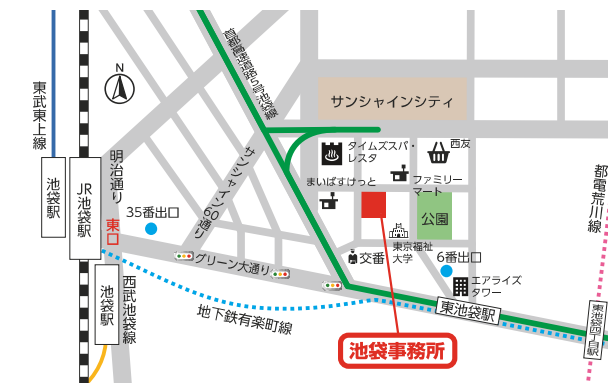 N
首都高速道路5号池袋線
サンシャインシティ
東武東上線
明治通り
池袋駅
JR池袋駅
東口
35番出口
サンシャイン60通り
タイムズスパ・
レスタ
西友
まいばすけっと
ファミリー
マート
公園
都電荒川線
東京福祉
大学
交番
6番出口
グリーン大通り
エアライズ
タワー
池袋駅
西武池袋線
地下鉄有楽町線
東池袋駅
東池袋四丁目駅
池袋事務所